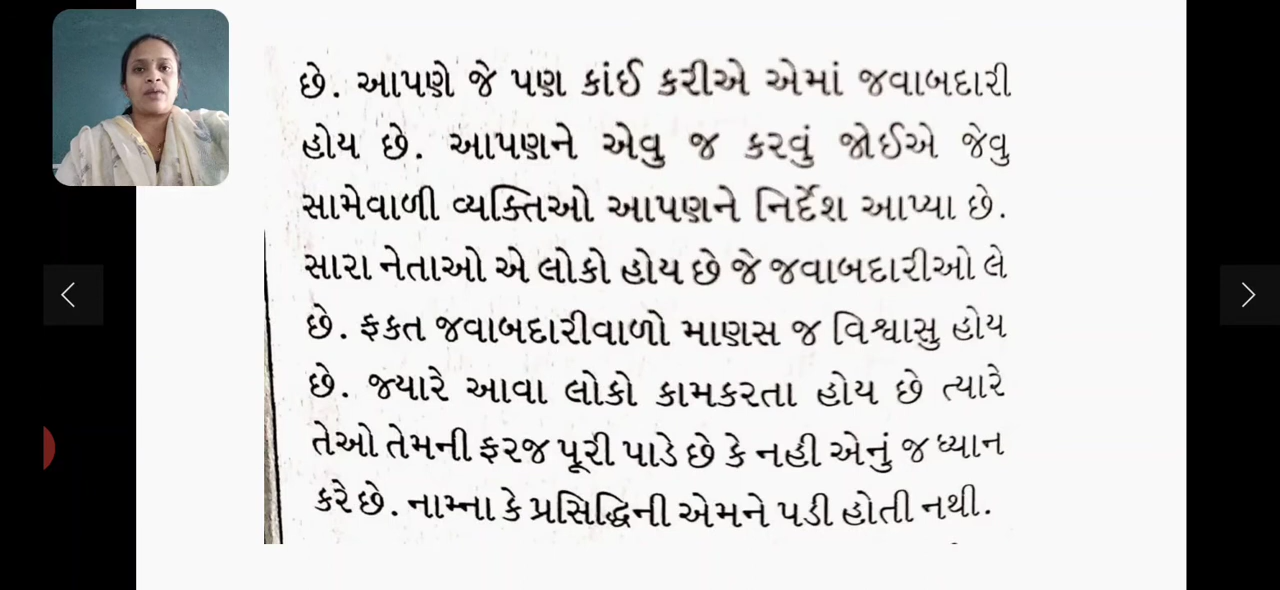 છે. આપણે જે પણ કાંઈ કરીએ એમાં જવાબદારી
હોય છે. આપણને એવુ જ કરવું જોઈએ જેવુ
સામેવાળી વ્યક્તિઓ આપણને નિર્દેશ આપ્યા છે.
સારા નેતાઓ એ લોકો હોય છે જે જવાબદારીઓ લે
છે. ફકત જવાબદારીવાળો માણસ જ વિશ્વાસુ હોય
છે. જ્યારે આવા લોકો કામકરતા હોય છે ત્યારે
તેઓ તેમની ફરજ પૂરી પાડે છે કે નહી એનું જ ધ્યાન
કરે છે. નામ્ના કે પ્રસિદ્ધિની એમને પડી હોતી નથી.